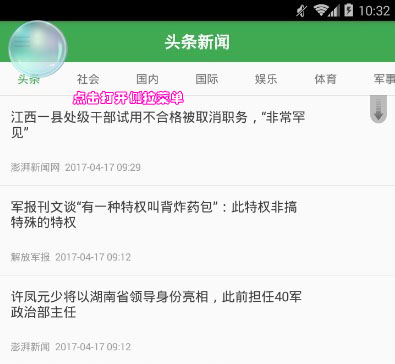 10:32
头条新闻
头条 社会 国内 国际 娱乐 体育 军事
点击打开侧拉菜单
江西一县处级干部试用不合格被取消职务，“非常罕
见”
澎湃新闻网 2017-04-17 09:29
军报刊文谈“有一种特权叫背炸药包”：此特权非搞
特殊的特权
解放军报 2017-04-17 09:12
许凤元少将以湖南省领导身份亮相，此前担任40军
政治部主任
澎湃新闻 2017-04-17 09:12